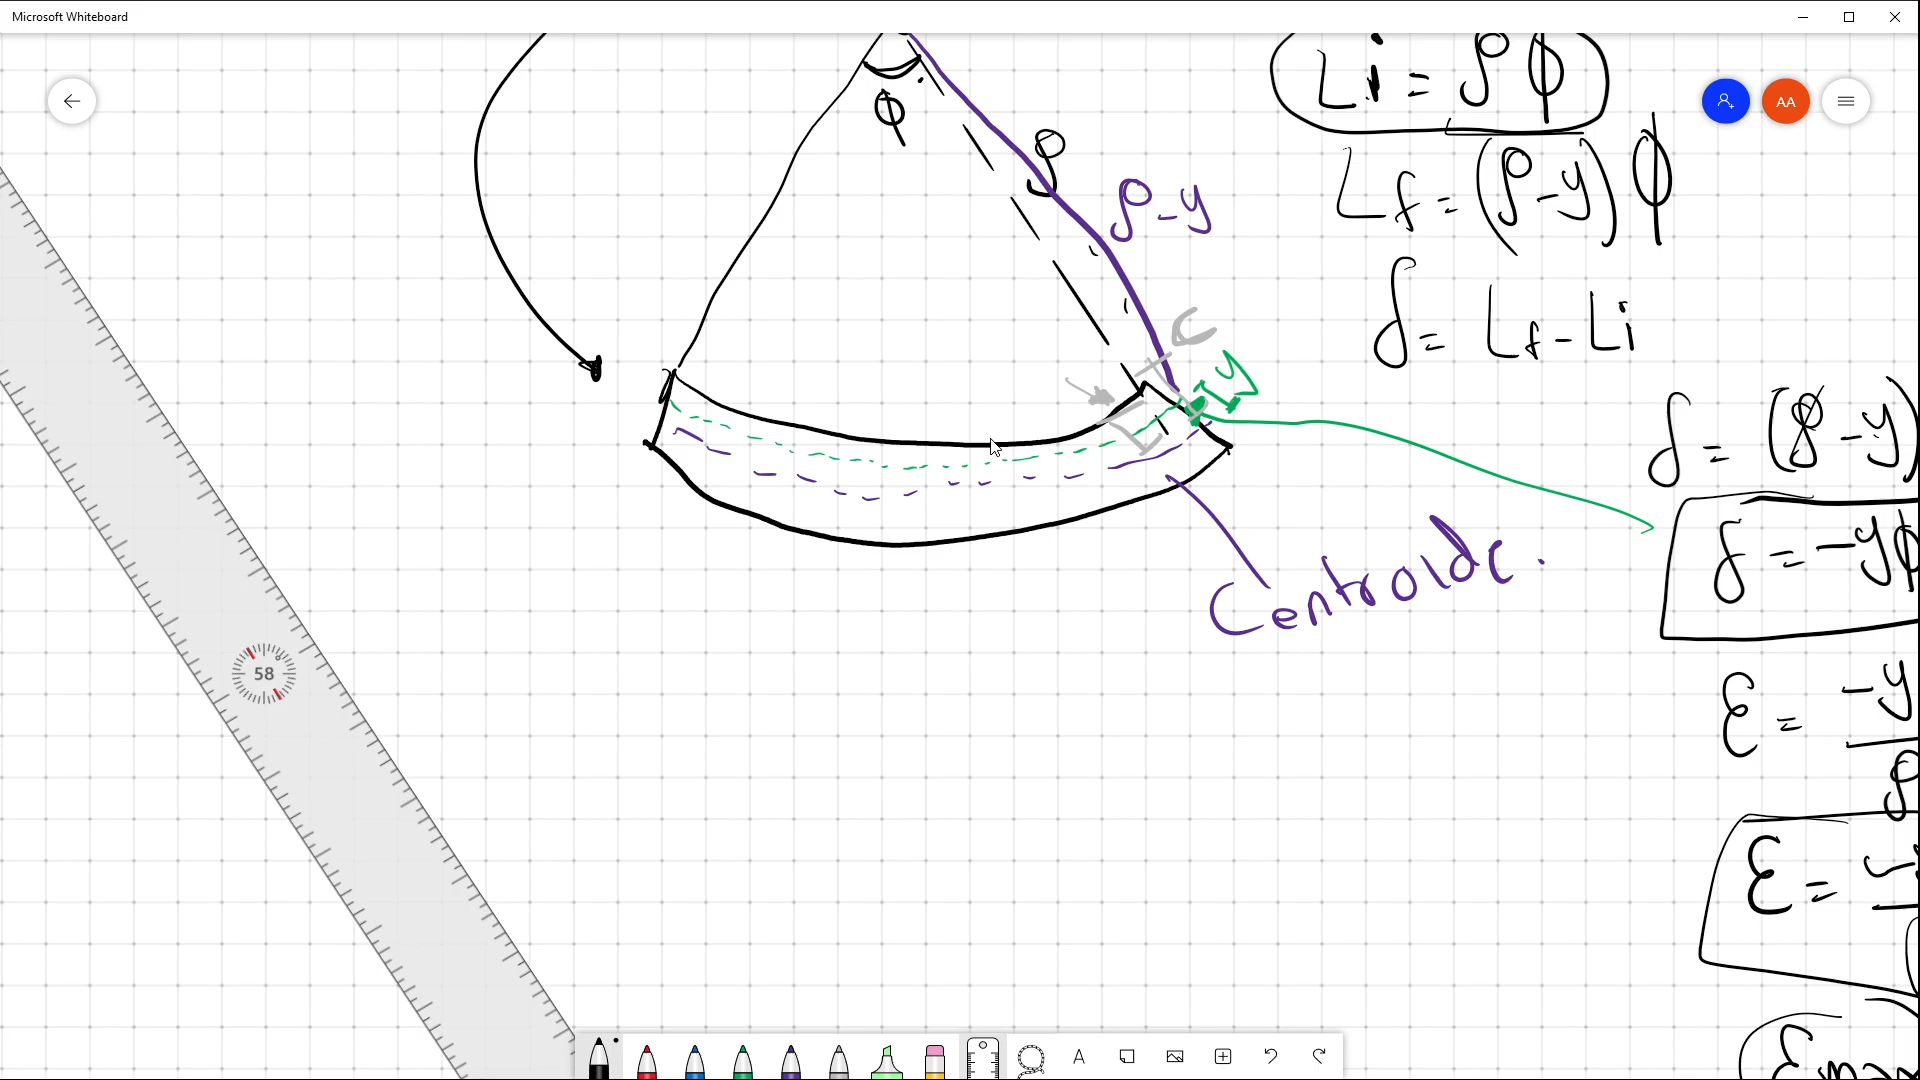 Microsoft Whiteboard
Li = ρ ϕ
AA
ϕ
ρ
Lf = (ρ-y) ϕ
ρ-y
δ = Lf - Li
c
y
δ = (ρ - y)
δ = -yϕ
Centroide.
ε = -y
ρ
58
ε =
A